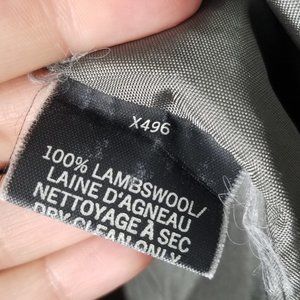 X496
100% LAMBSWOOL/
LAINE D'AGNEAU
NETTOYAGE À SEC
DRY CLEAN ONLY